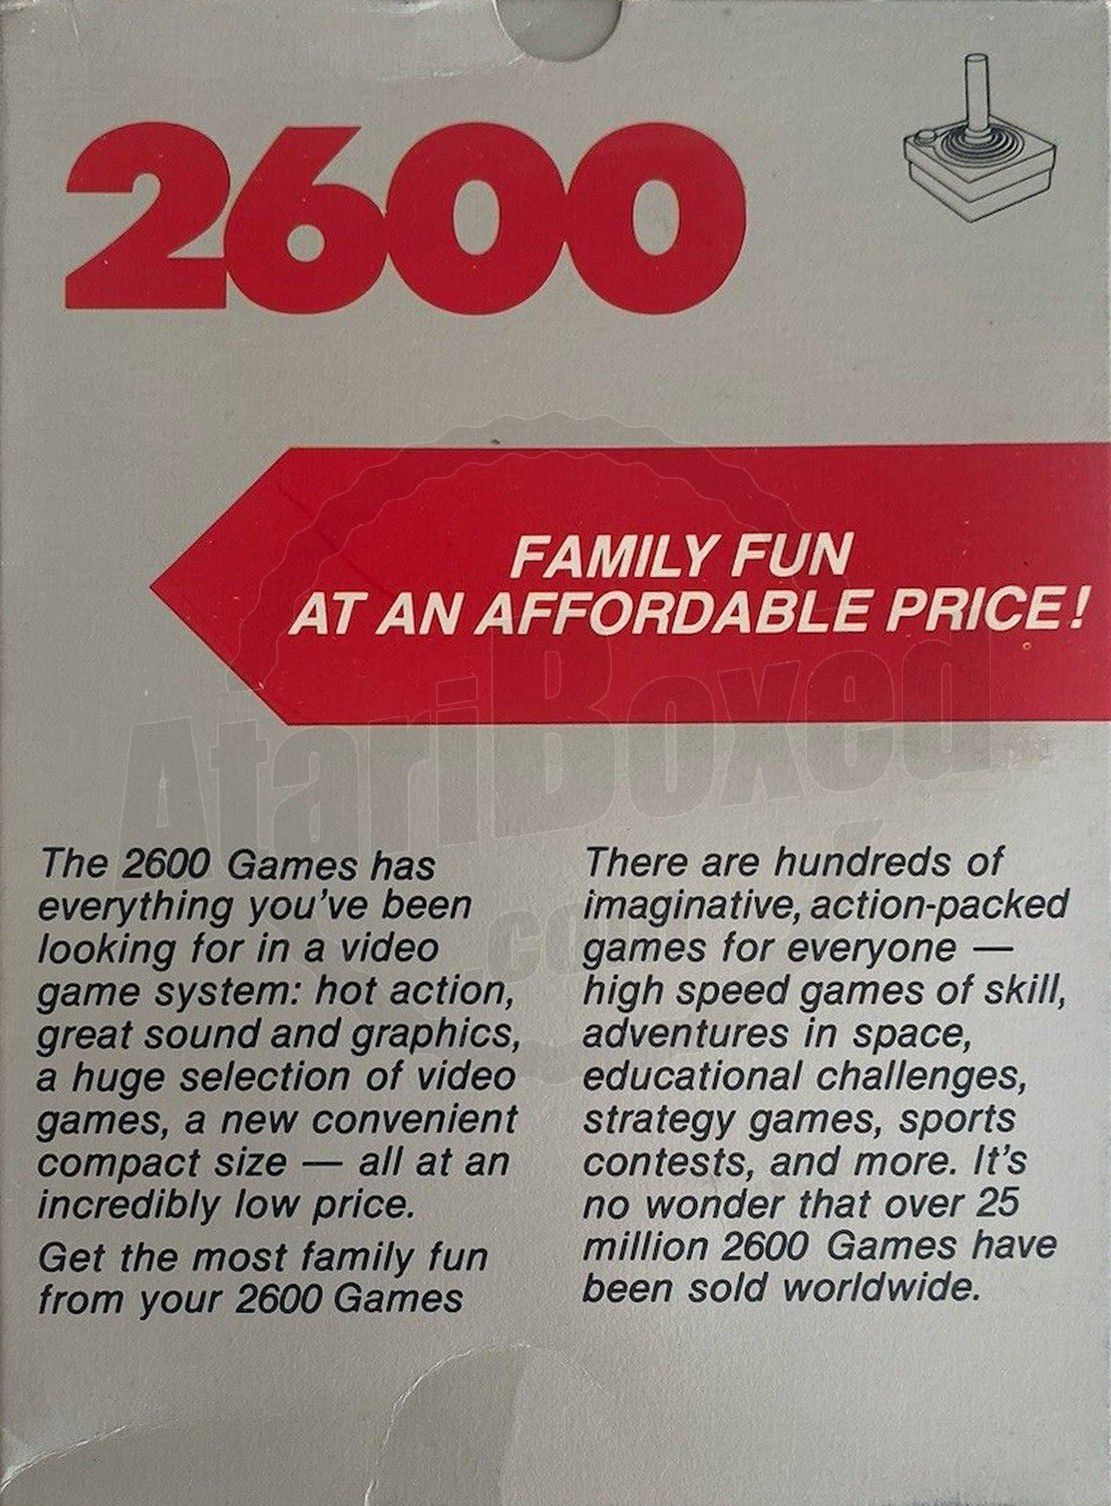 2600
FAMILY FUN
AT AN AFFORDABLE PRICE!
AtariBoxed
.com
The 2600 Games has
everything you've been
looking for in a video
game system: hot action,
great sound and graphics,
a huge selection of video
games, a new convenient
compact size — all at an
incredibly low price.
Get the most family fun
from your 2600 Games
There are hundreds of
imaginative, action-packed
games for everyone —
high speed games of skill,
adventures in space,
educational challenges,
strategy games, sports
contests, and more. It's
no wonder that over 25
million 2600 Games have
been sold worldwide.